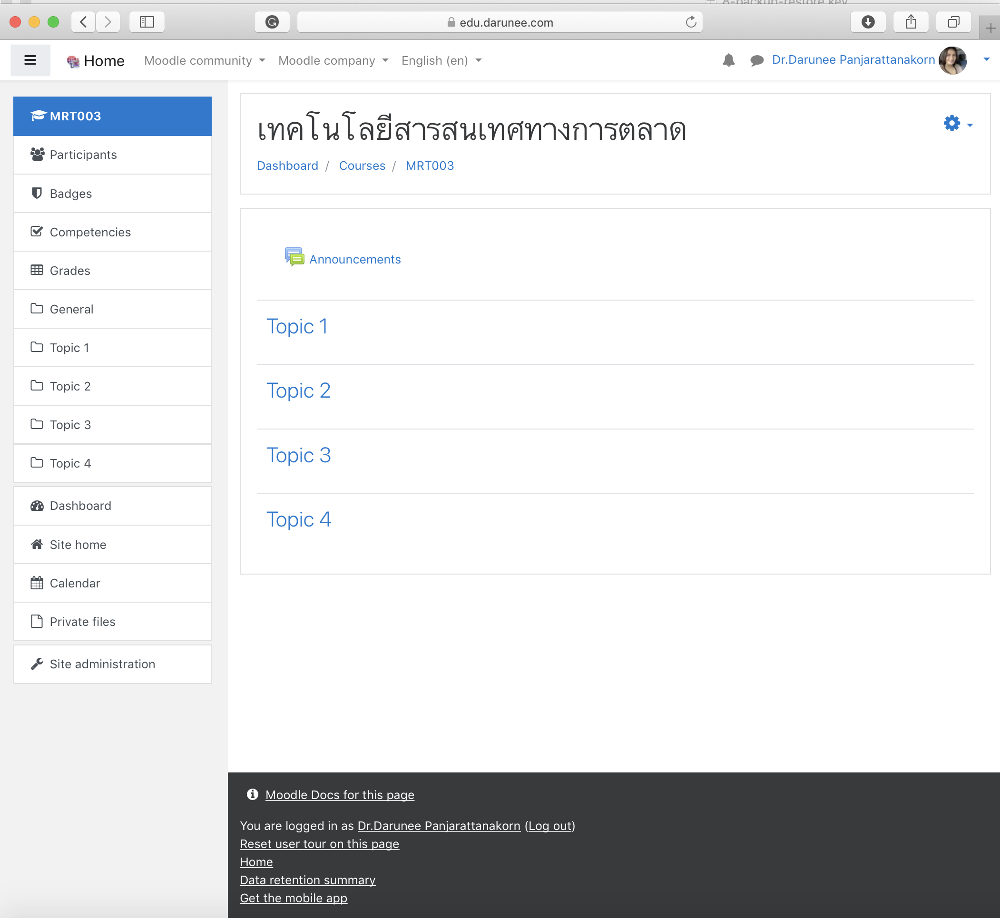 8-backup-restore.key
edu.darunee.com
Home Moodle community Moodle company English (en) Dr.Darunee Panjarattanakorn
MRT003
Participants
Badges
Competencies
Grades
General
Topic 1
Topic 2
Topic 3
Topic 4
Dashboard
Site home
Calendar
Private files
Site administration
เทคโนโลยีสารสนเทศทางการตลาด
Dashboard / Courses / MRT003
Announcements
Topic 1
Topic 2
Topic 3
Topic 4
Moodle Docs for this page
You are logged in as Dr.Darunee Panjarattanakorn (Log out)
Reset user tour on this page
Home
Data retention summary
Get the mobile app